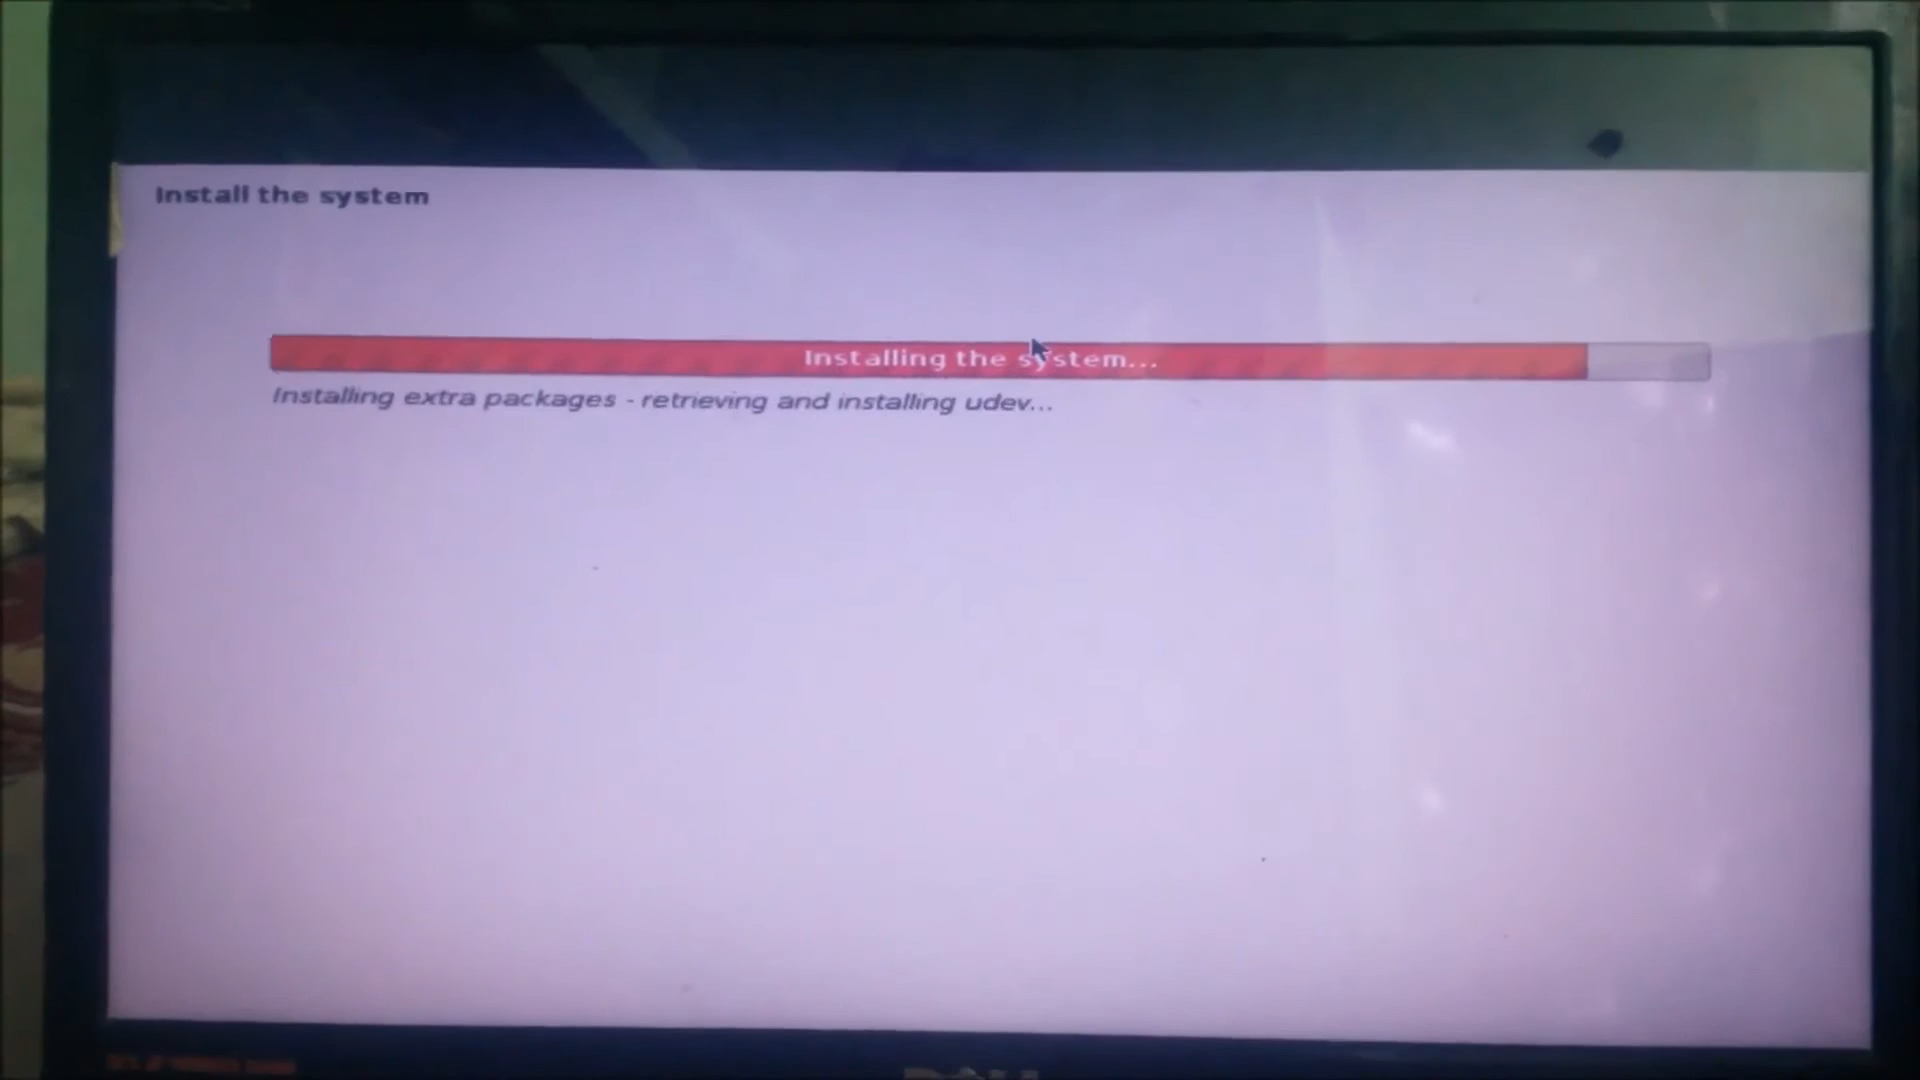 Install the system
Installing the system...
Installing extra packages - retrieving and installing udev...